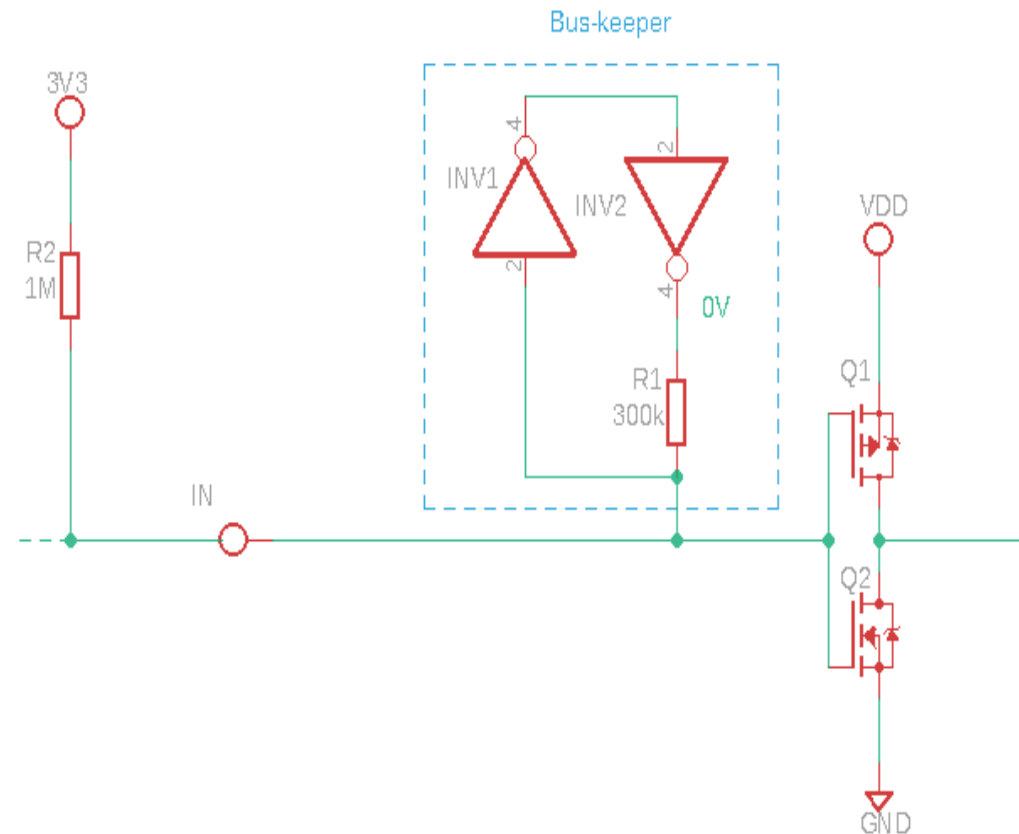 Bus-keeper
3V3
4
INV1
2
INV2
2
4
0V
VDD
R2
1M
R1
300k
Q1
IN
Q2
GND